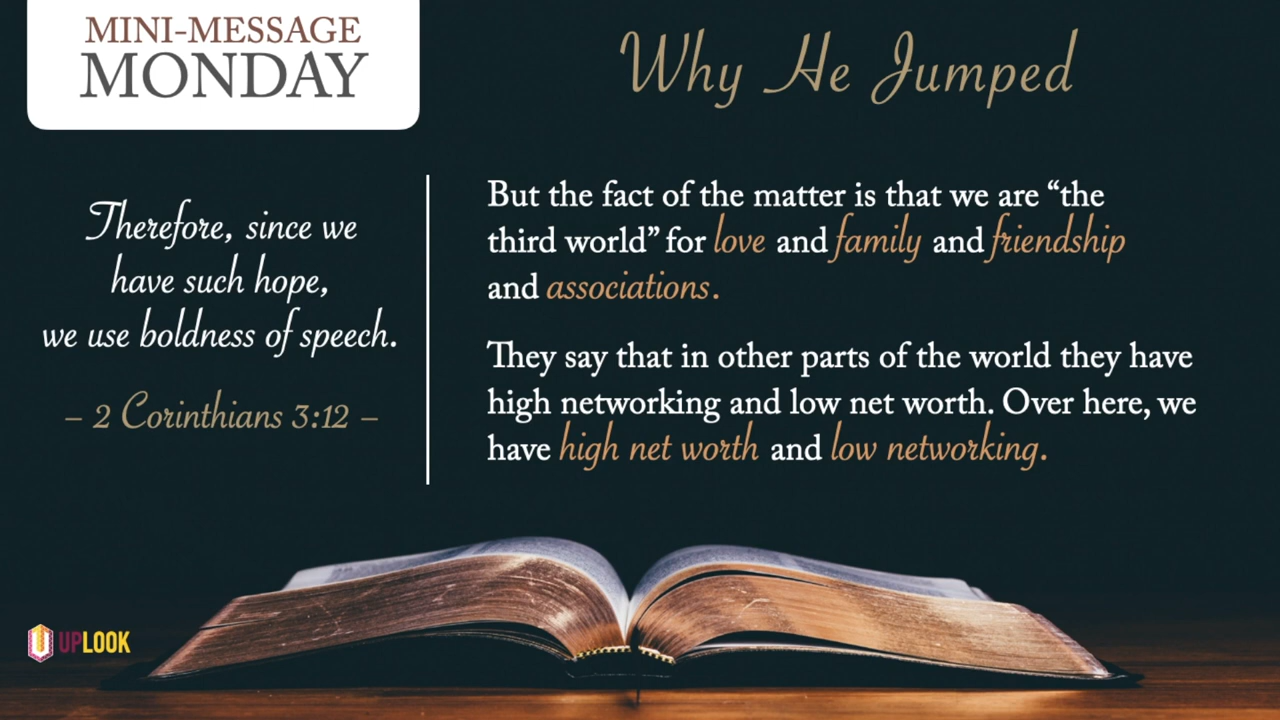 MINI-MESSAGE
MONDAY
Why He Jumped
Therefore, since we
have such hope,
we use boldness of speech.
– 2 Corinthians 3:12 –
But the fact of the matter is that we are “the
third world” for love and family and friendship
and associations.
They say that in other parts of the world they have
high networking and low net worth. Over here, we
have high net worth and low networking.
UPLOOK